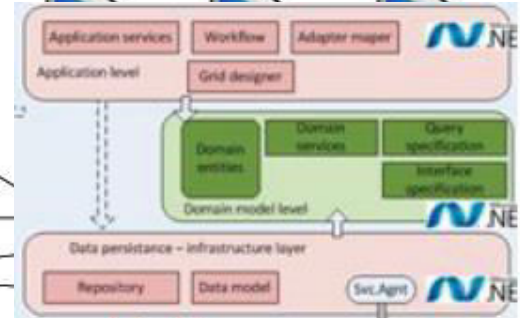 Application services
Workflow
Adapter maper
.NE
Application level
Grid designer
Domain
entities
Domain
services
Query
specification
Interface
specification
Domain model level
.NE
Data persistance – infrastructure layer
Repository
Data model
Svc.Agnt
.NE